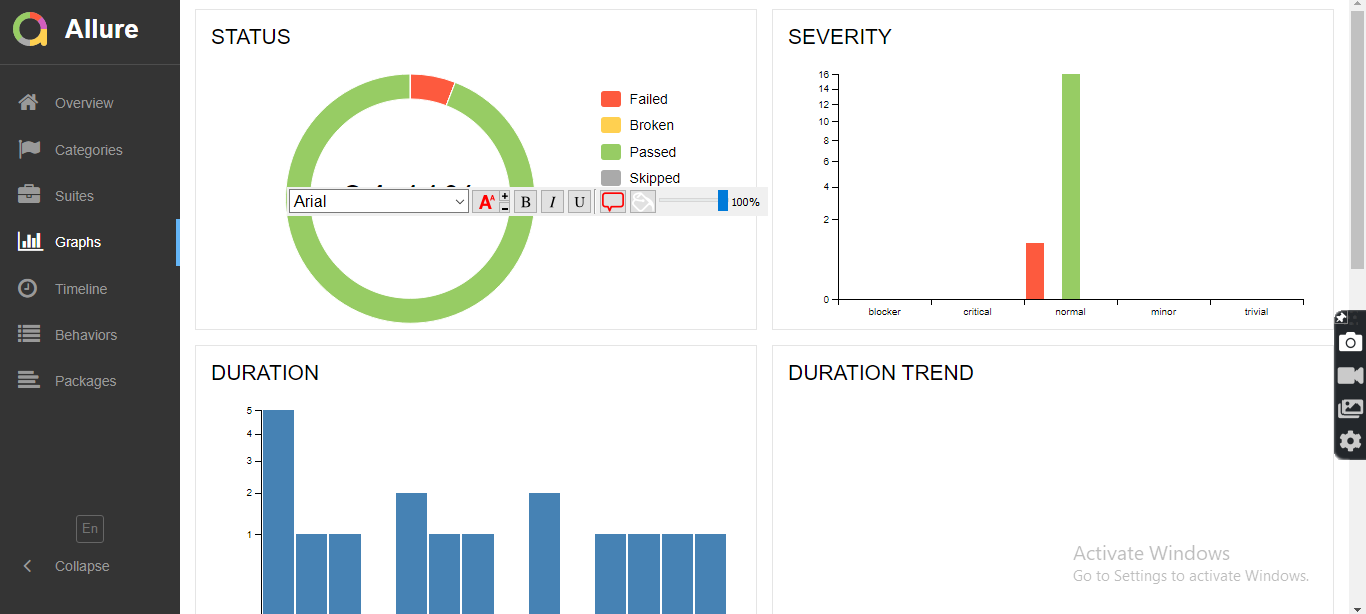 Allure
Overview
Categories
Suites
Graphs
Timeline
Behaviors
Packages
En
Collapse
STATUS
Failed
Broken
Passed
Skipped
Arial
A A + -
B I U
100%
SEVERITY
16
14
12
10
8
6
4
2
0
blocker critical normal minor trivial
DURATION
5
4
3
2
1
DURATION TREND
Activate Windows
Go to Settings to activate Windows.